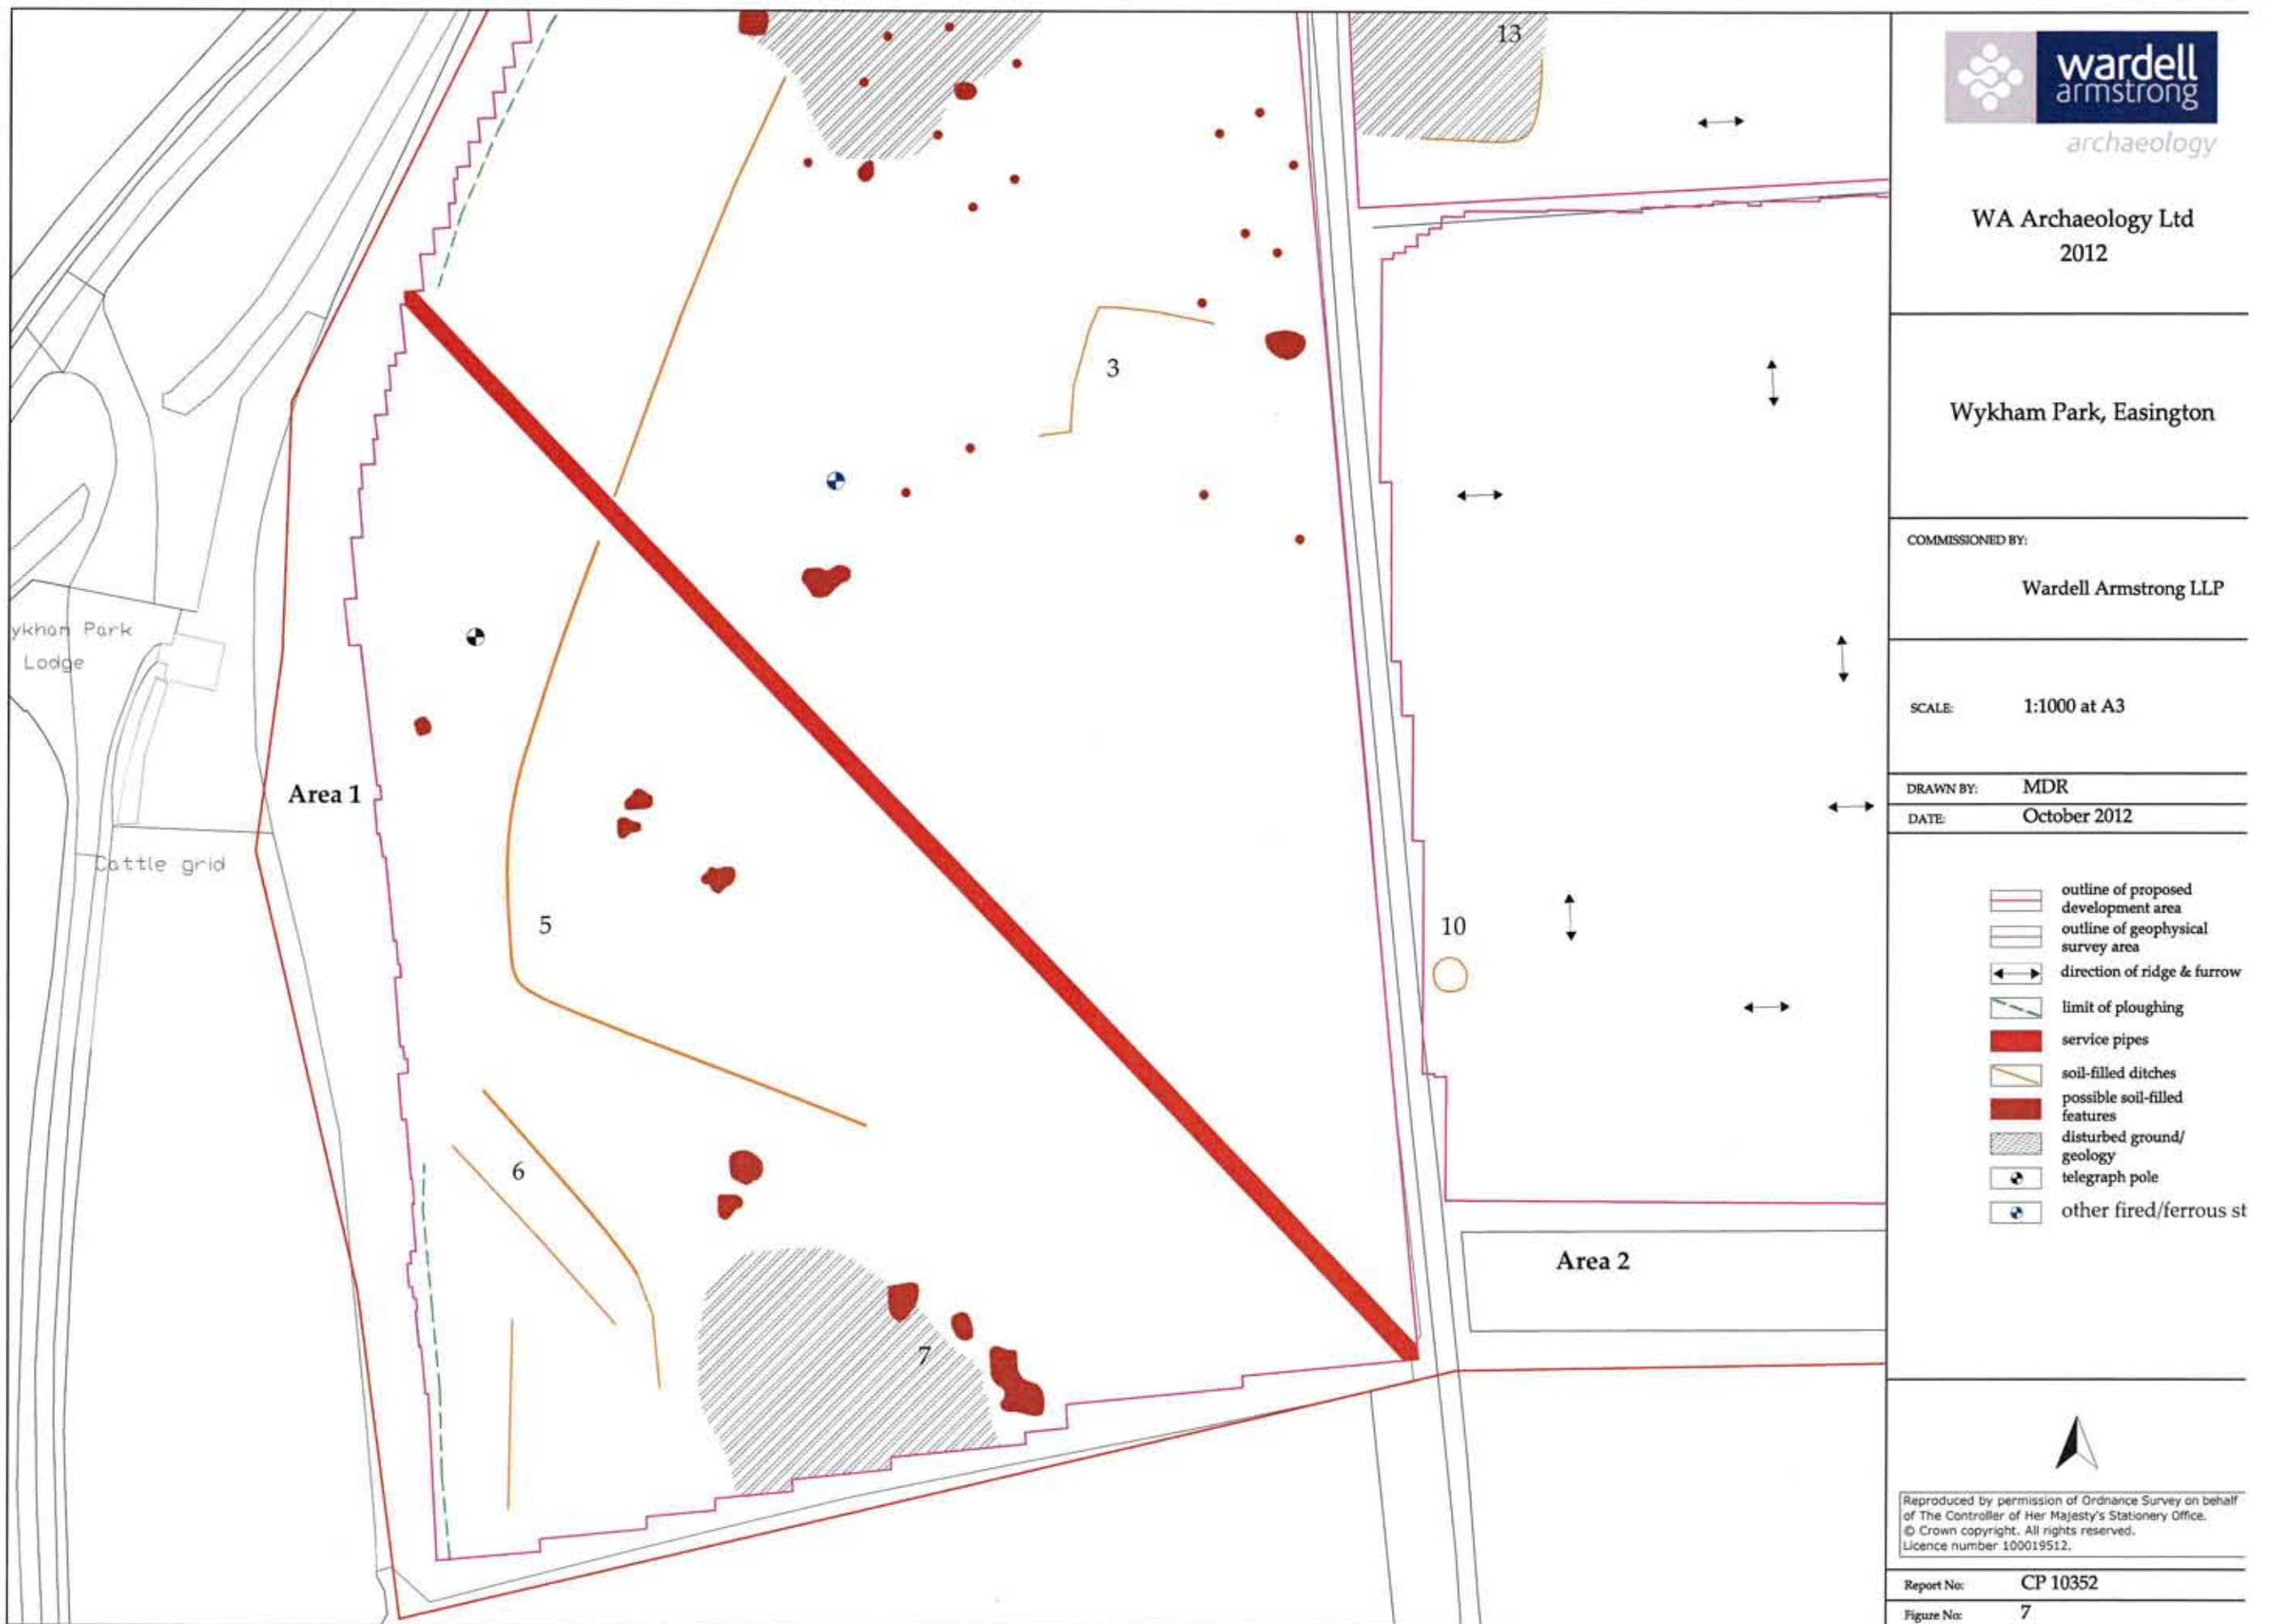 13
3
10
5
6
7
ykham Park
Lodge
Cattle grid
Area 1
Area 2
wardell
armstrong
archaeology
WA Archaeology Ltd
2012
Wykham Park, Easington
COMMISSIONED BY:
Wardell Armstrong LLP
SCALE: 1:1000 at A3
DRAWN BY: MDR
DATE: October 2012
outline of proposed
development area
outline of geophysical
survey area
direction of ridge & furrow
limit of ploughing
service pipes
soil-filled ditches
possible soil-filled
features
disturbed ground/
geology
telegraph pole
other fired/ferrous st
Reproduced by permission of Ordnance Survey on behalf
of The Controller of Her Majesty's Stationery Office.
© Crown copyright. All rights reserved.
Licence number 100019512.
Report No: CP 10352
Figure No: 7